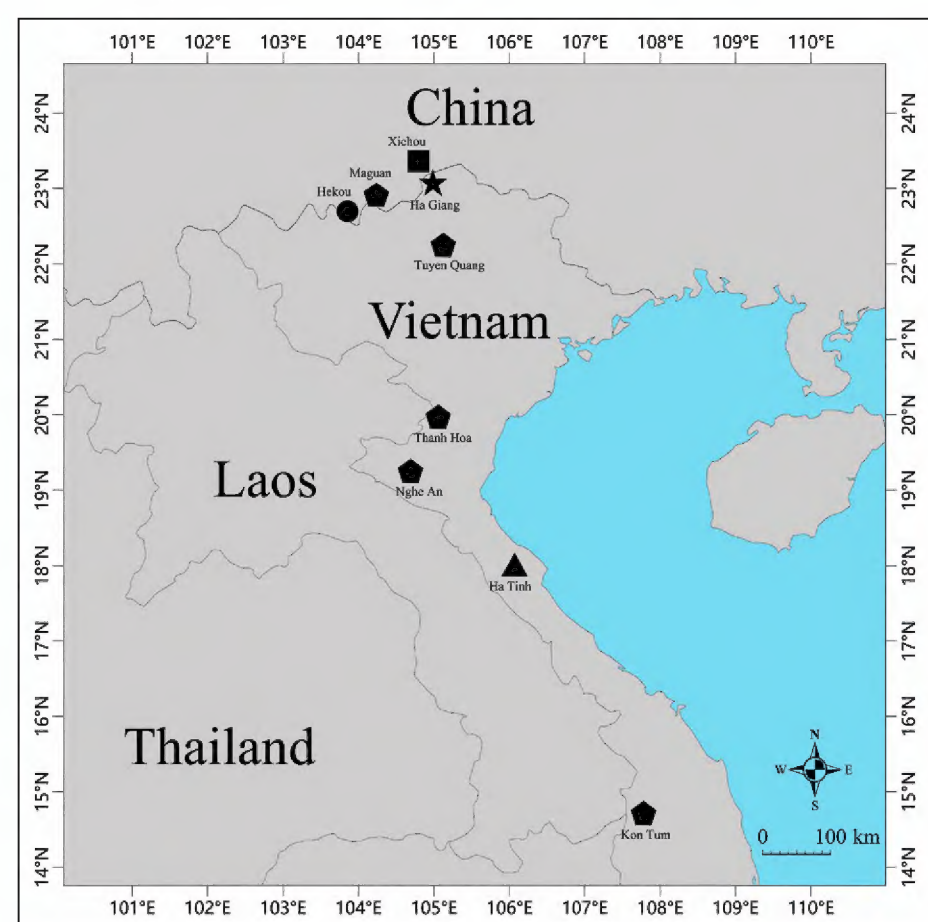 101°E 102°E 103°E 104°E 105°E 106°E 107°E 108°E 109°E 110°E
24°N 24°N
China
Xichou
23°N 23°N
Maguan
Hekou
Ha Giang
Tuyen Quang
22°N 22°N
Vietnam
21°N 21°N
20°N 20°N
Thanh Hoa
Laos
Nghe An
19°N 19°N
18°N 18°N
Ha Tinh
17°N 17°N
16°N 16°N
Thailand
N
W E
S
15°N 15°N
Kon Tum
0 100 km
14°N 14°N
101°E 102°E 103°E 104°E 105°E 106°E 107°E 108°E 109°E 110°E